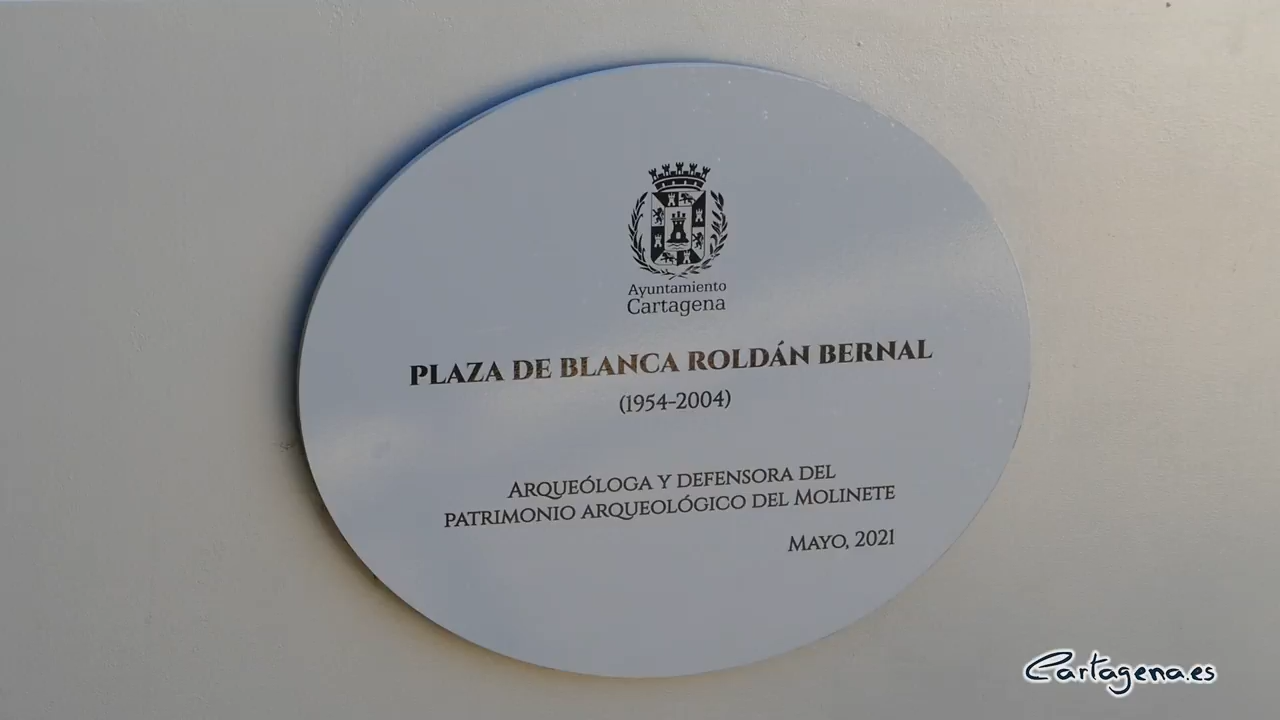 Ayuntamiento
Cartagena
PLAZA DE BLANCA ROLDÁN BERNAL
(1954-2004)
ARQUEÓLOGA Y DEFENSORA DEL
PATRIMONIO ARQUEOLÓGICO DEL MOLINETE
MAYO, 2021
Cartagena.es